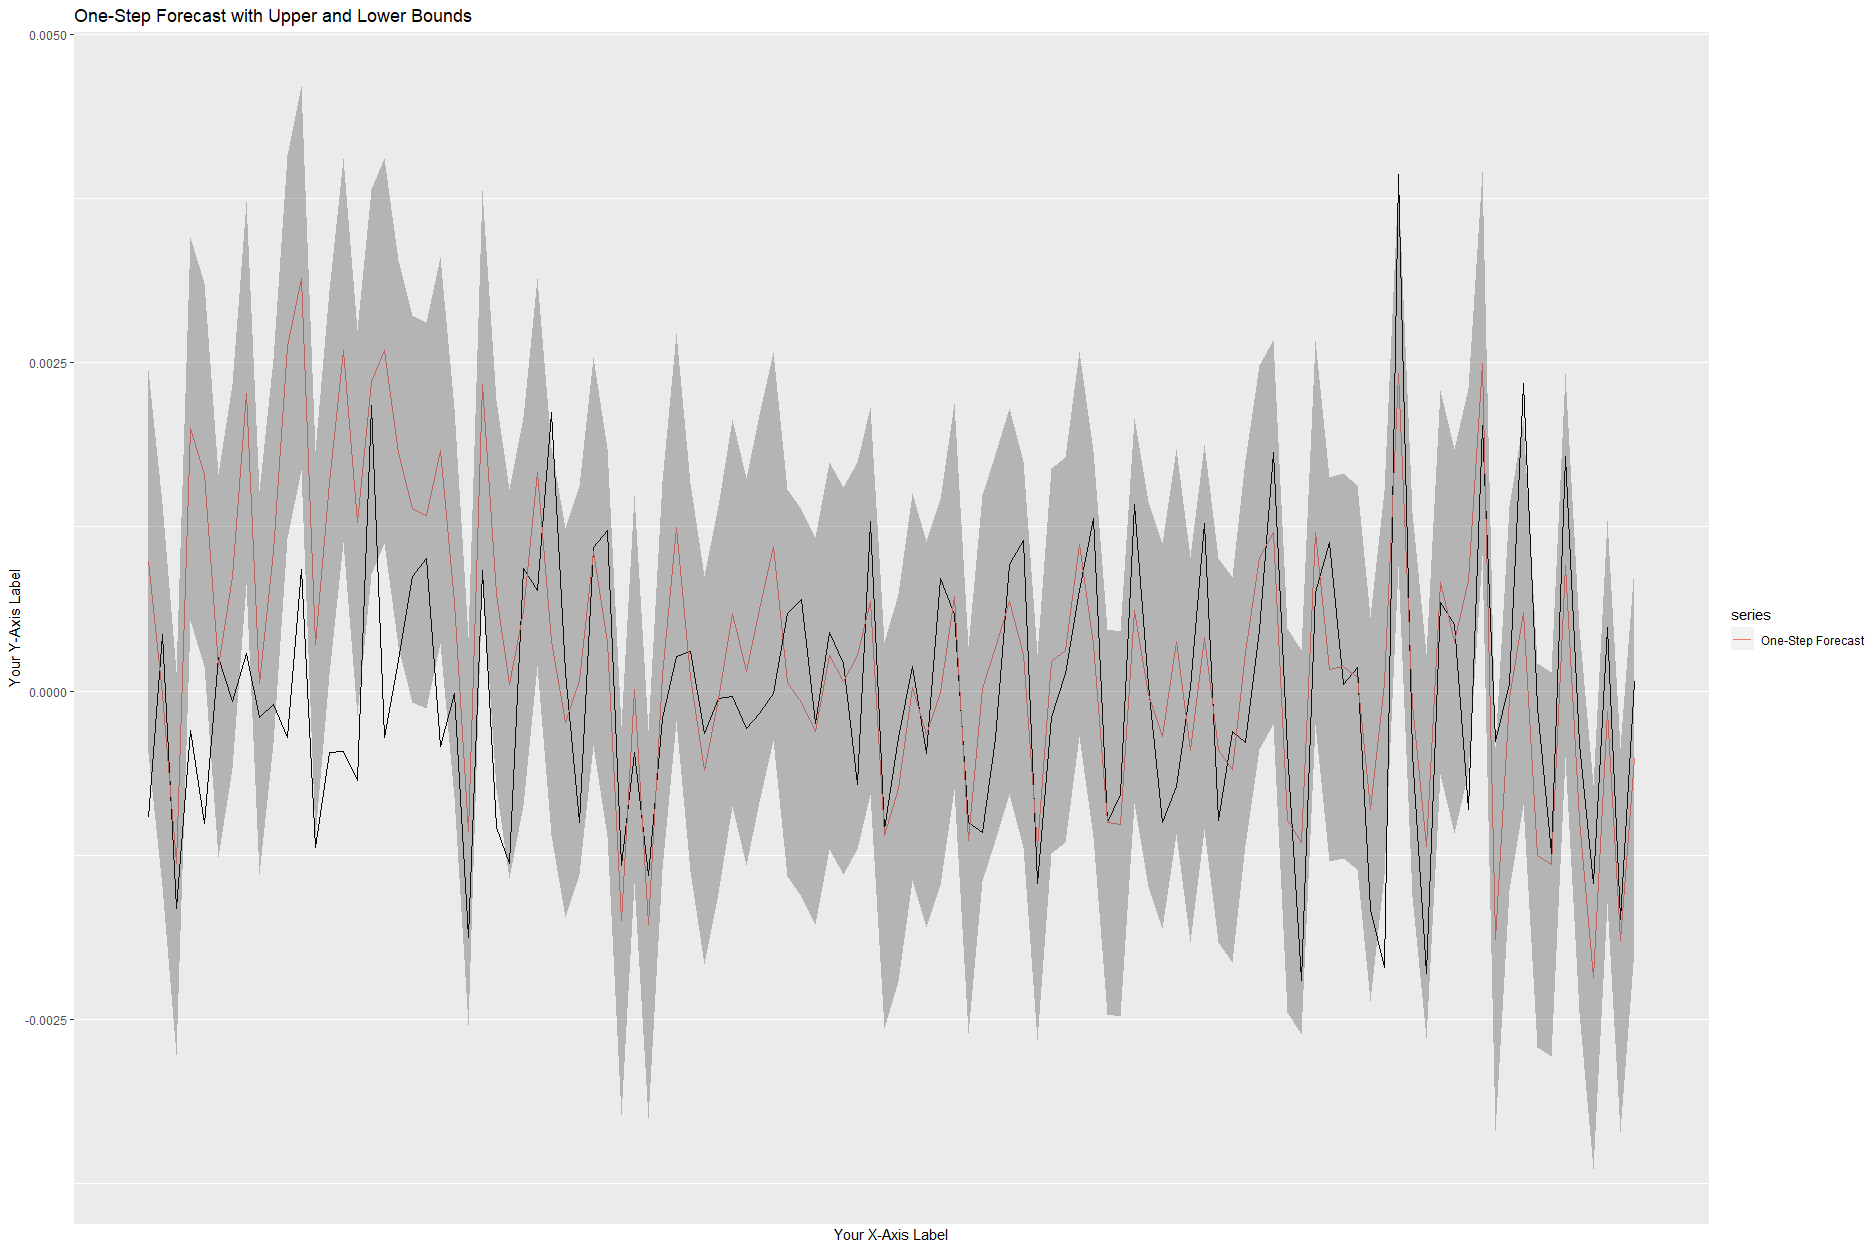 One-Step Forecast with Upper and Lower Bounds
0.0050
0.0025
0.0000
-0.0025
Your Y-Axis Label
Your X-Axis Label
series
One-Step Forecast